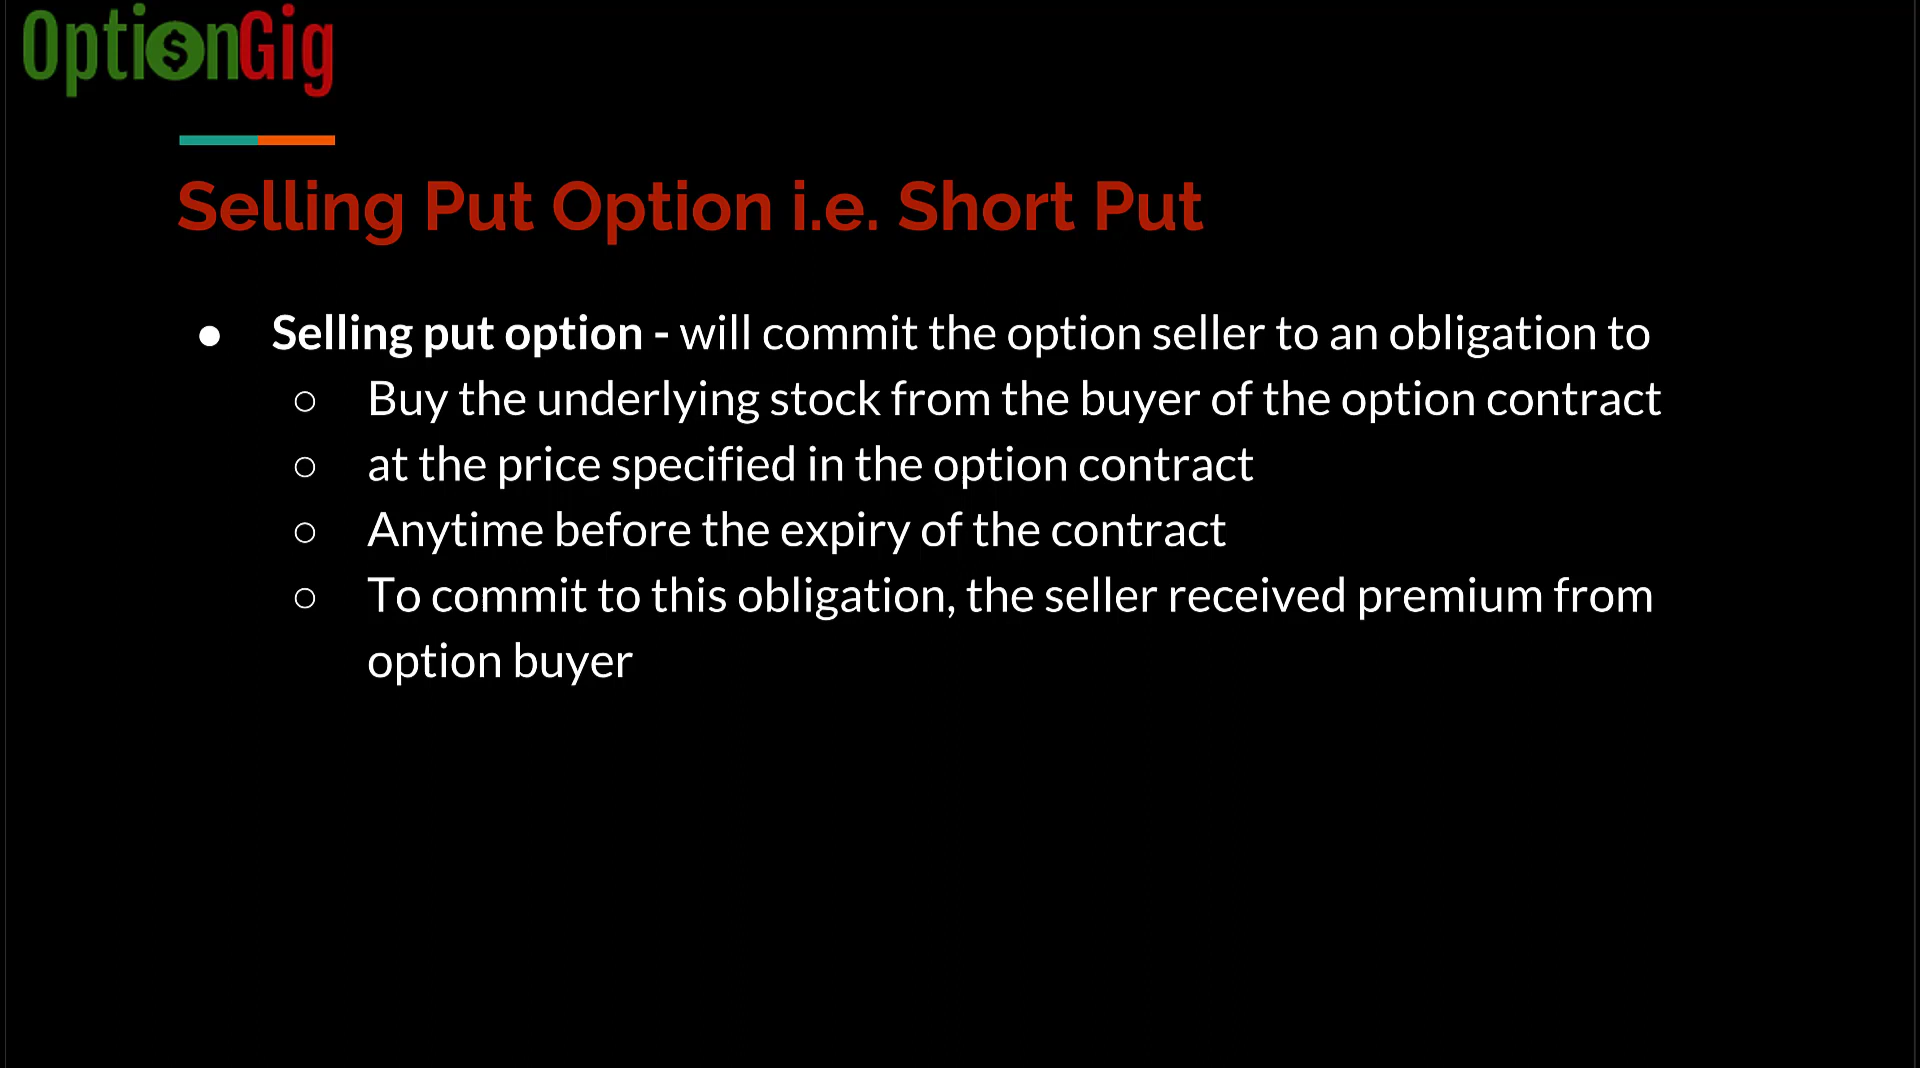 OptionGig
Selling Put Option i.e. Short Put
● Selling put option - will commit the option seller to an obligation to
○ Buy the underlying stock from the buyer of the option contract
○ at the price specified in the option contract
○ Anytime before the expiry of the contract
○ To commit to this obligation, the seller received premium from
option buyer